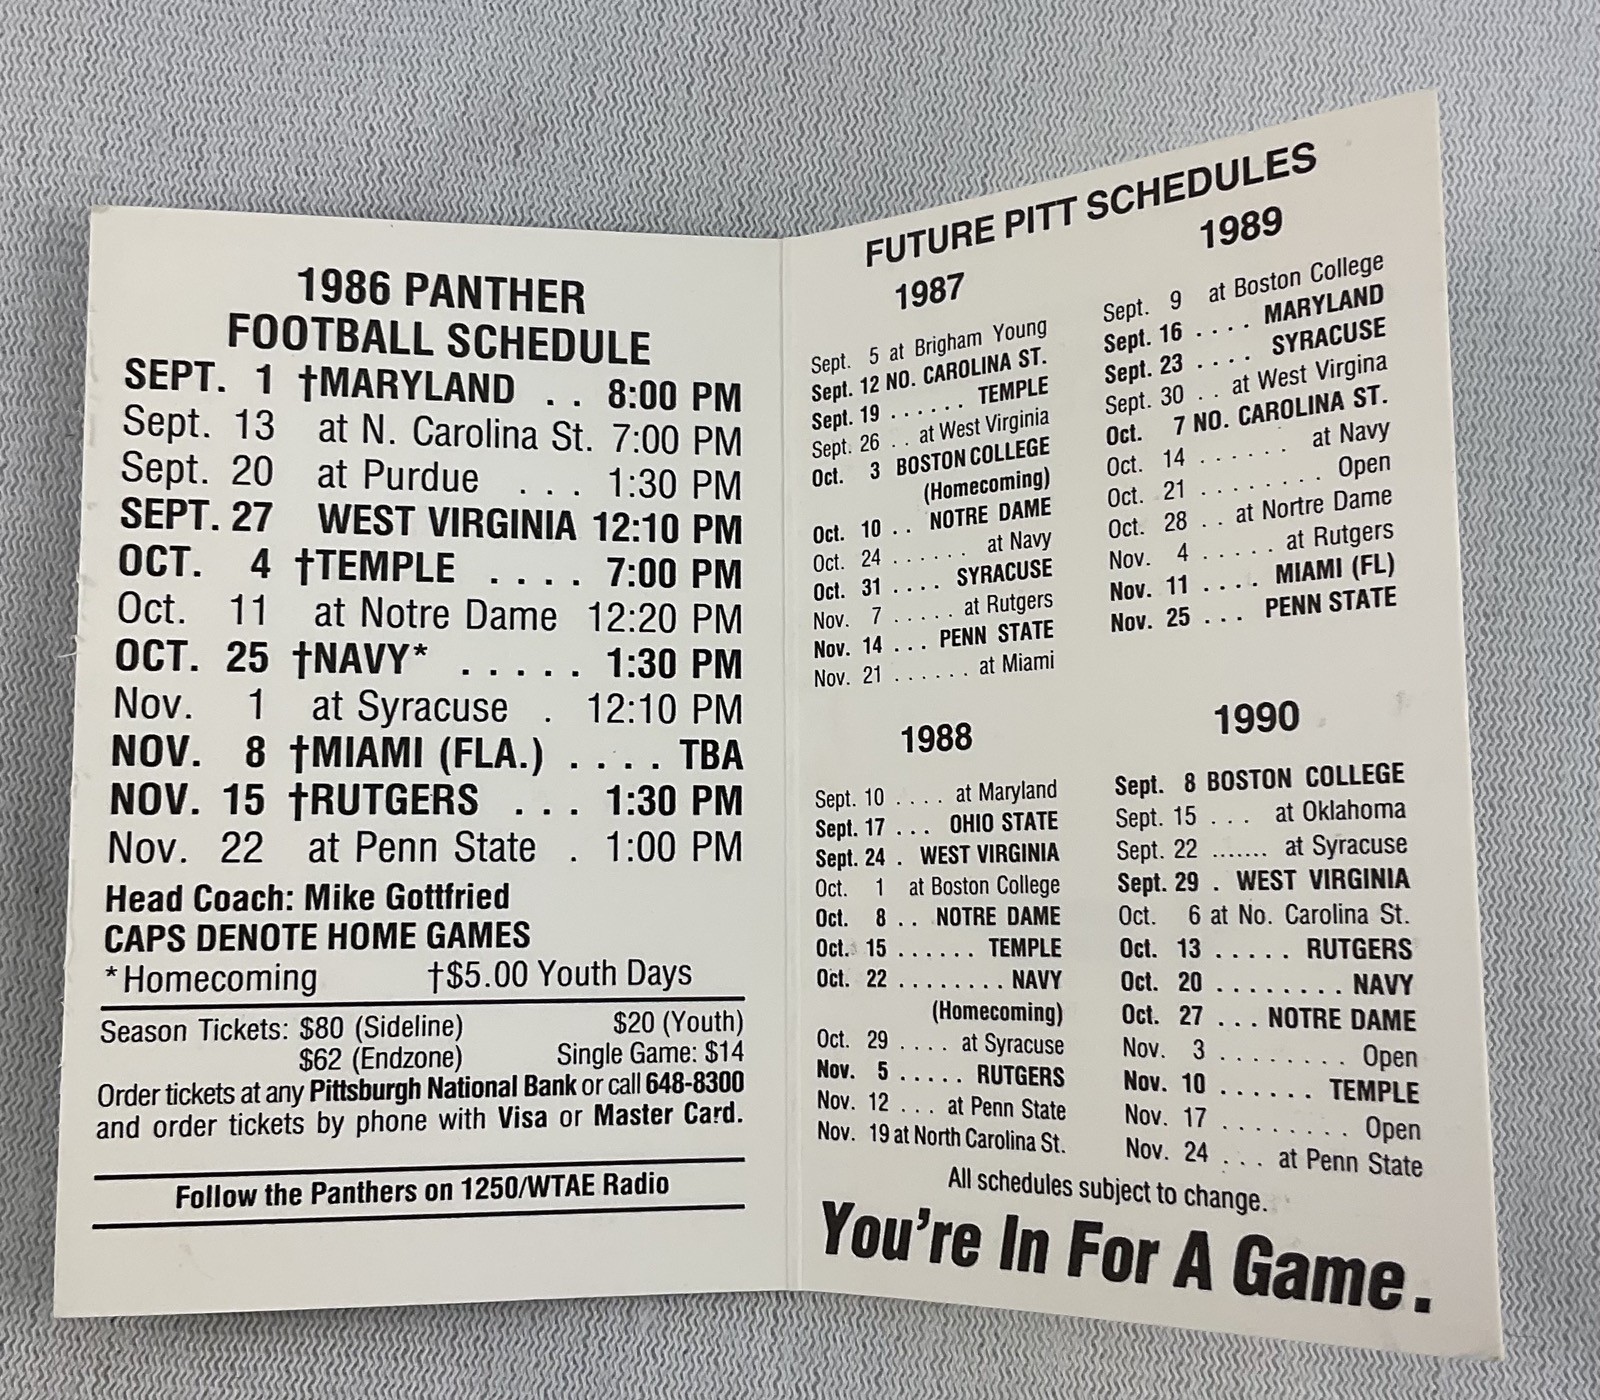 1986 PANTHER
FOOTBALL SCHEDULE
SEPT. 1 †MARYLAND . . 8:00 PM
Sept. 13 at N. Carolina St. 7:00 PM
Sept. 20 at Purdue . . . 1:30 PM
SEPT. 27 WEST VIRGINIA 12:10 PM
OCT. 4 †TEMPLE . . . . 7:00 PM
Oct. 11 at Notre Dame 12:20 PM
OCT. 25 †NAVY* . . . . . 1:30 PM
Nov. 1 at Syracuse . 12:10 PM
NOV. 8 †MIAMI (FLA.) . . . . TBA
NOV. 15 †RUTGERS . . . 1:30 PM
Nov. 22 at Penn State . 1:00 PM
Head Coach: Mike Gottfried
CAPS DENOTE HOME GAMES
*Homecoming †$5.00 Youth Days
Season Tickets: $80 (Sideline) $20 (Youth)
$62 (Endzone) Single Game: $14
Order tickets at any Pittsburgh National Bank or call 648-8300
and order tickets by phone with Visa or Master Card.
Follow the Panthers on 1250/WTAE Radio
FUTURE PITT SCHEDULES
1987
Sept. 5 at Brigham Young
Sept. 12 NO. CAROLINA ST.
Sept. 19 . . . . . . TEMPLE
Sept. 26 . . at West Virginia
Oct. 3 BOSTON COLLEGE
(Homecoming)
Oct. 10 . . NOTRE DAME
Oct. 24 . . . . . . at Navy
Oct. 31 . . . . SYRACUSE
Nov. 7 . . . . . at Rutgers
Nov. 14 . . . PENN STATE
Nov. 21 . . . . . . at Miami
1988
Sept. 10 . . . . at Maryland
Sept. 17 . . . OHIO STATE
Sept. 24 . WEST VIRGINIA
Oct. 1 at Boston College
Oct. 8 . . NOTRE DAME
Oct. 15 . . . . . . TEMPLE
Oct. 22 . . . . . . . . NAVY
(Homecoming)
Oct. 29 . . . . at Syracuse
Nov. 5 . . . . . RUTGERS
Nov. 12 . . . at Penn State
Nov. 19 at North Carolina St.
1989
Sept. 9 at Boston College
Sept. 16 . . . . MARYLAND
Sept. 23 . . . . SYRACUSE
Sept. 30 . . at West Virgina
Oct. 7 NO. CAROLINA ST.
Oct. 14 . . . . . . at Navy
Oct. 21 . . . . . . . . Open
Oct. 28 . . at Nortre Dame
Nov. 4 . . . . . at Rutgers
Nov. 11 . . . . MIAMI (FL)
Nov. 25 . . . PENN STATE
1990
Sept. 8 BOSTON COLLEGE
Sept. 15 . . . at Oklahoma
Sept. 22 ....... at Syracuse
Sept. 29 . WEST VIRGINIA
Oct. 6 at No. Carolina St.
Oct. 13 . . . . . RUTGERS
Oct. 20 . . . . . . . . NAVY
Oct. 27 . . . NOTRE DAME
Nov. 3 . . . . . . . . Open
Nov. 10 . . . . . . TEMPLE
Nov. 17 . . . . . . . . Open
Nov. 24 . . . at Penn State
All schedules subject to change.
You're In For A Game.